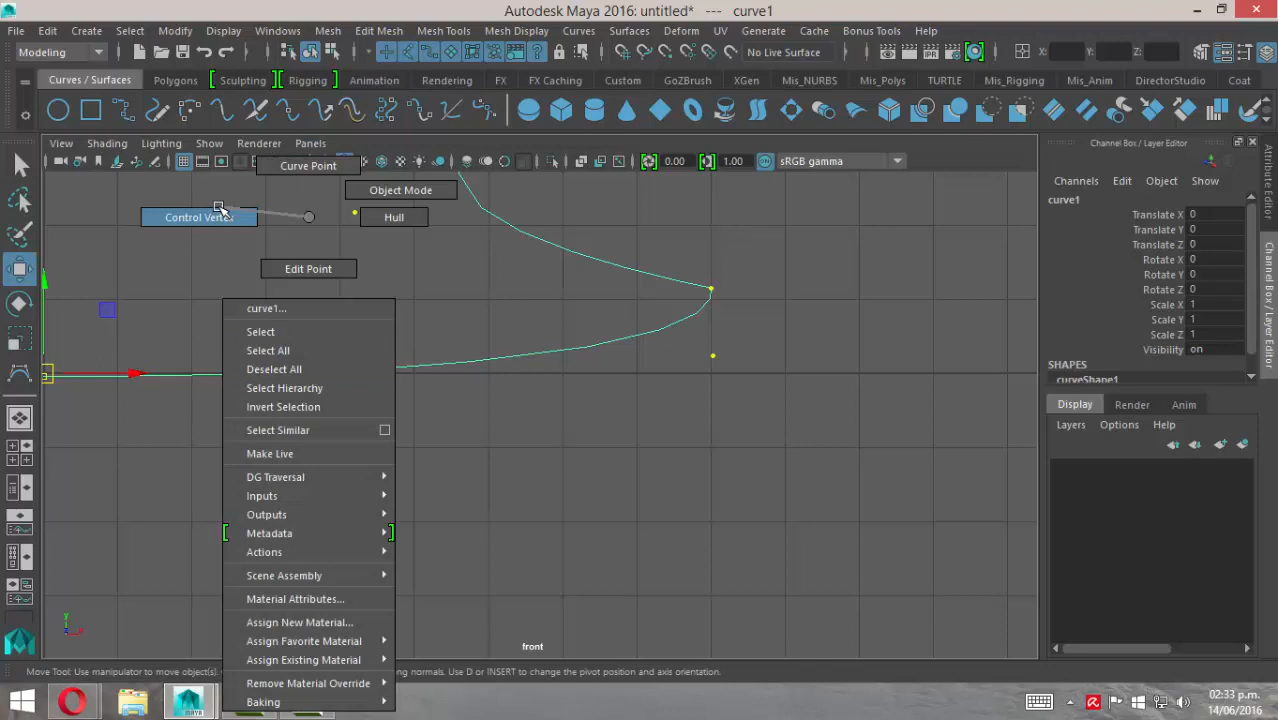 Autodesk Maya 2016: untitled* --- curve1
File Edit Create Select Modify Display Windows Mesh Edit Mesh Mesh Tools Mesh Display Curves Surfaces Deform UV Generate Cache Bonus Tools Help
Modeling No Live Surface X: Y: Z:
Curves / Surfaces Polygons Sculpting Rigging Animation Rendering FX FX Caching Custom GoZBrush XGen Mis_NURBS Mis_Polys TURTLE Mis_Rigging Mis_Anim DirectorStudio Coat
View Shading Lighting Show Renderer Panels
0.00 1.00 sRGB gamma
Channel Box / Layer Editor
Channels Edit Object Show
curve1
Translate X 0
Translate Y 0
Translate Z 0
Rotate X 0
Rotate Y 0
Rotate Z 0
Scale X 1
Scale Y 1
Scale Z 1
Visibility on
SHAPES
curveShape1
Display Render Anim
Layers Options Help
Attribute Editor
Channel Box / Layer Editor
Curve Point
Object Mode
Control Vertex
Hull
Edit Point
curve1...
Select
Select All
Deselect All
Select Hierarchy
Invert Selection
Select Similar
Make Live
DG Traversal
Inputs
Outputs
Metadata
Actions
Scene Assembly
Material Attributes...
Assign New Material...
Assign Favorite Material
Assign Existing Material
Remove Material Override
Baking
y
front
Move Tool: Use manipulator to move object(s). ng normals. Use D or INSERT to change the pivot position and axis orientation.
MAYA
02:33 p.m.
14/06/2016